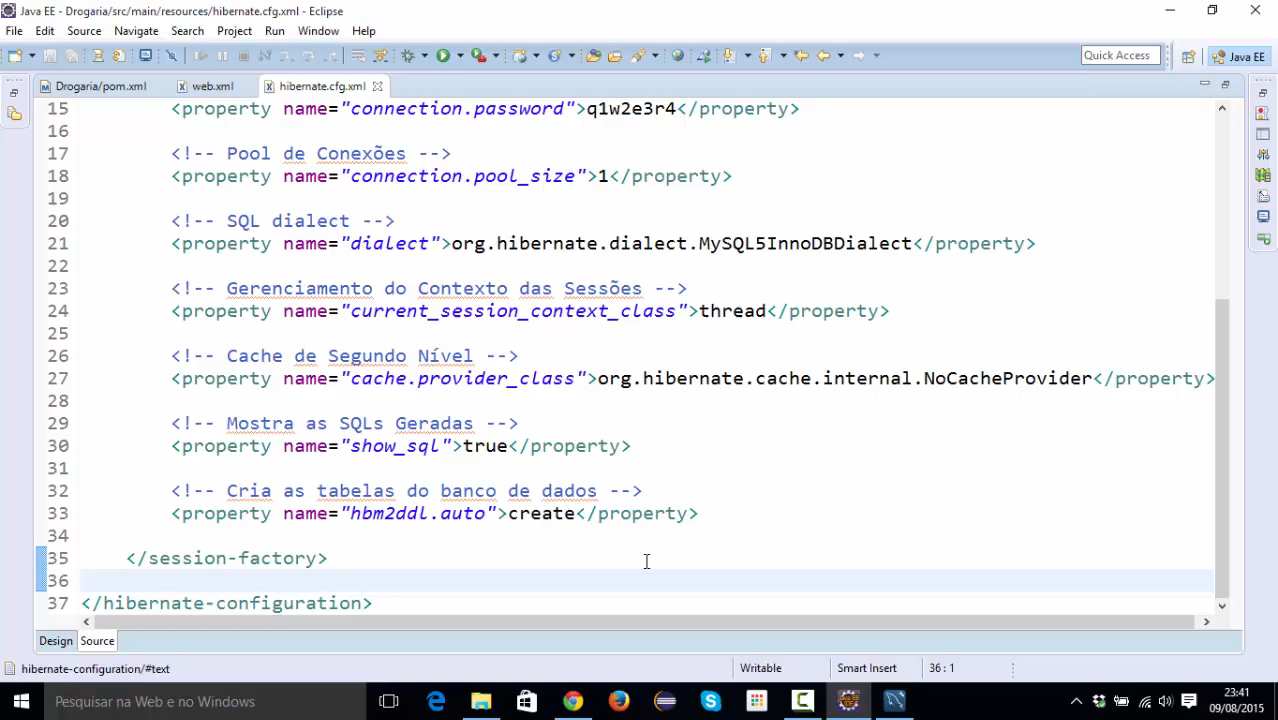 Java EE - Drogaria/src/main/resources/hibernate.cfg.xml - Eclipse
File Edit Source Navigate Search Project Run Window Help
Quick Access Java EE
Drogaria/pom.xml web.xml hibernate.cfg.xml
15 <property name="connection.password">q1w2e3r4</property>
16
17 <!-- Pool de Conexões -->
18 <property name="connection.pool_size">1</property>
19
20 <!-- SQL dialect -->
21 <property name="dialect">org.hibernate.dialect.MySQL5InnoDBDialect</property>
22
23 <!-- Gerenciamento do Contexto das Sessões -->
24 <property name="current_session_context_class">thread</property>
25
26 <!-- Cache de Segundo Nível -->
27 <property name="cache.provider_class">org.hibernate.cache.internal.NoCacheProvider</property>
28
29 <!-- Mostra as SQLs Geradas -->
30 <property name="show_sql">true</property>
31
32 <!-- Cria as tabelas do banco de dados -->
33 <property name="hbm2ddl.auto">create</property>
34
35 </session-factory>
36
37 </hibernate-configuration>
Design Source
hibernate-configuration/#text Writable Smart Insert 36 : 1
Pesquisar na Web e no Windows
23:41
09/08/2015